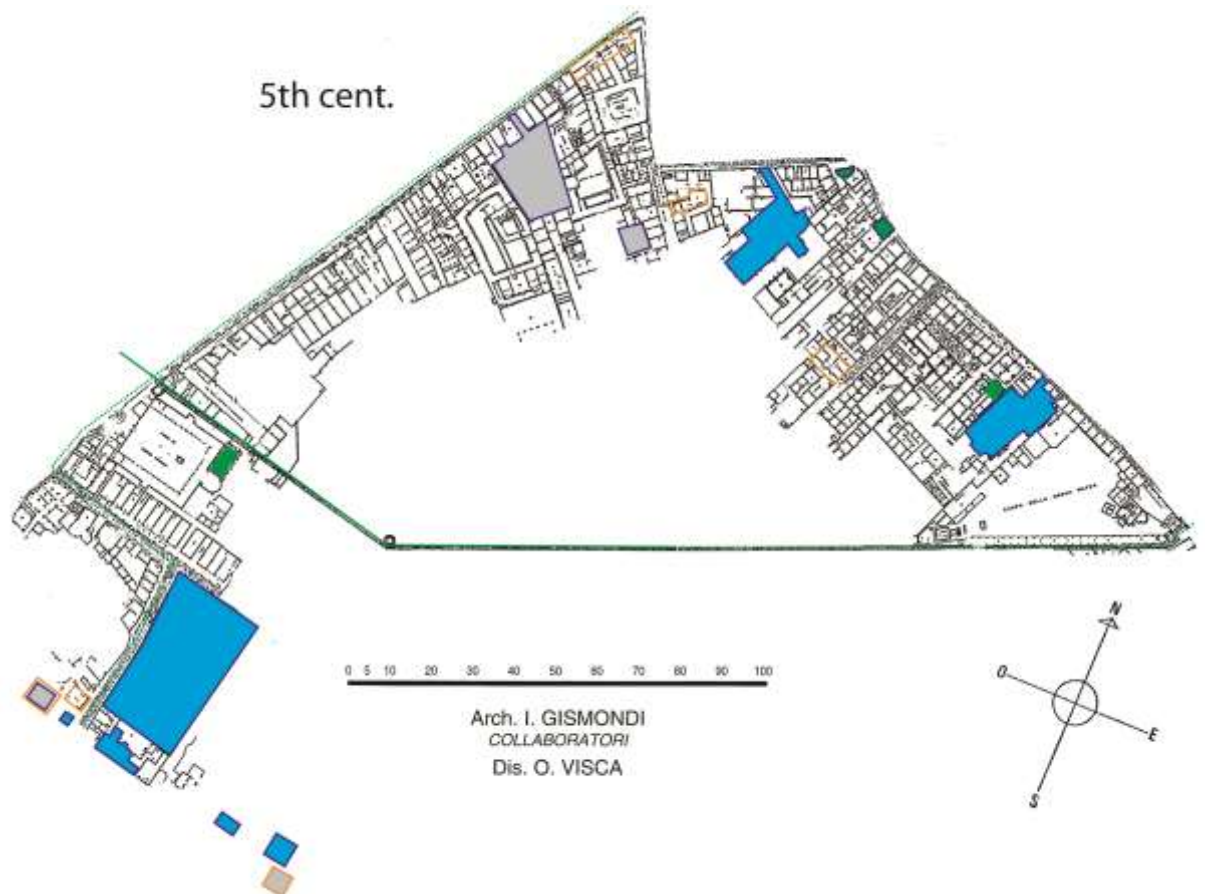 5th cent.
0 5 10 20 30 40 50 60 70 80 90 100
Arch. I. GISMONDI
COLLABORATORI
Dis. O. VISCA
N
O
E
S